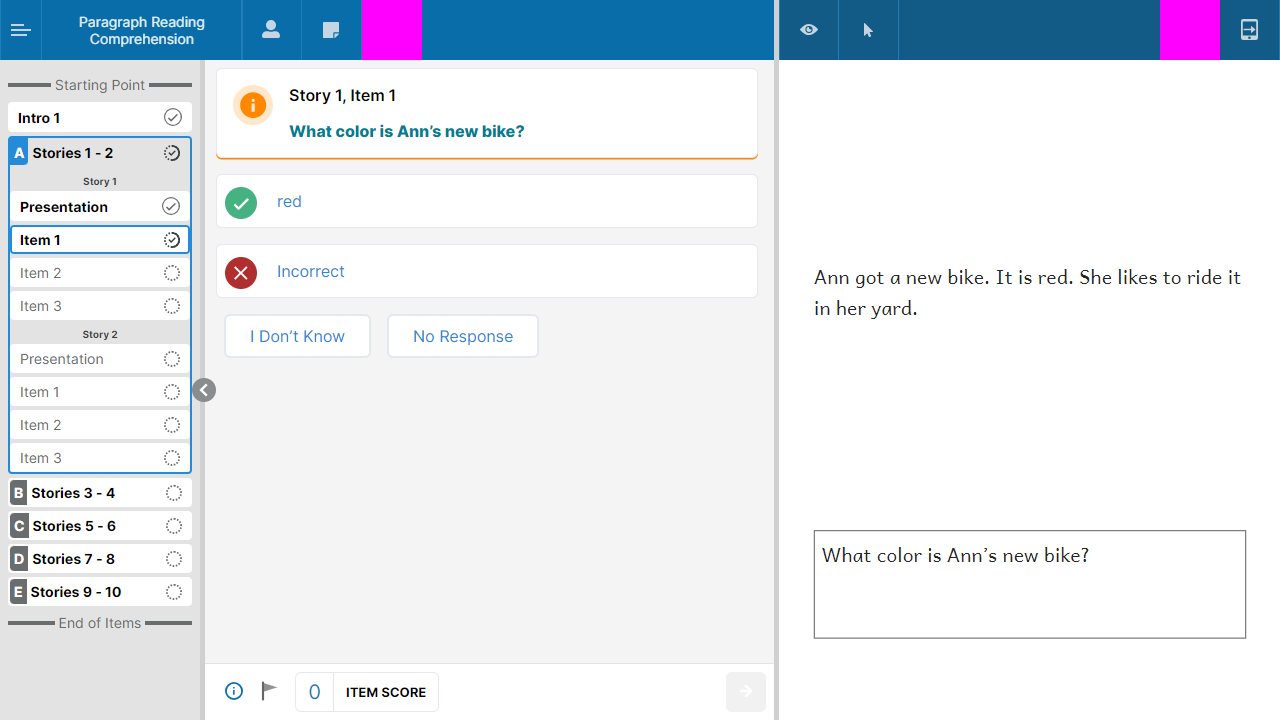 Paragraph Reading
Comprehension
Starting Point
Intro 1
A Stories 1 - 2
Story 1
Presentation
Item 1
Item 2
Item 3
Story 2
Presentation
Item 1
Item 2
Item 3
B Stories 3 - 4
C Stories 5 - 6
D Stories 7 - 8
E Stories 9 - 10
End of Items
Story 1, Item 1
What color is Ann’s new bike?
red
Incorrect
I Don’t Know
No Response
0 ITEM SCORE
Ann got a new bike. It is red. She likes to ride it
in her yard.
What color is Ann’s new bike?